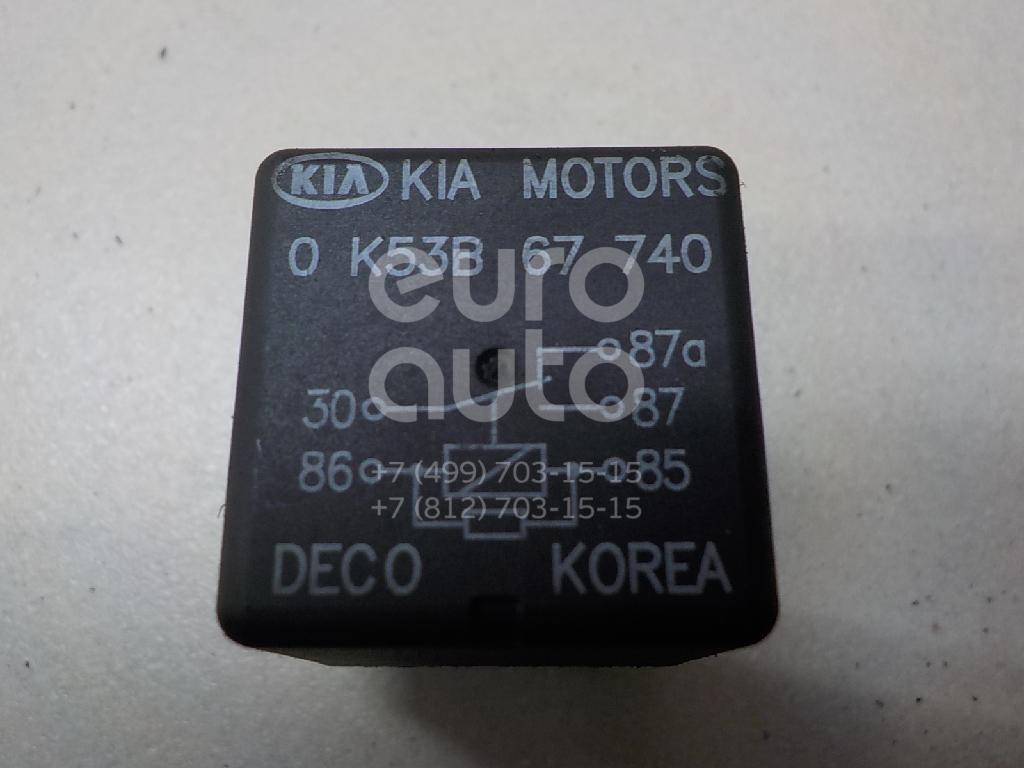 KIA KIA MOTORS
0 K53B 67 740
euro
auto
87a
30 87
86 85
+7 (499) 703-15-15
+7 (812) 703-15-15
DECO KOREA